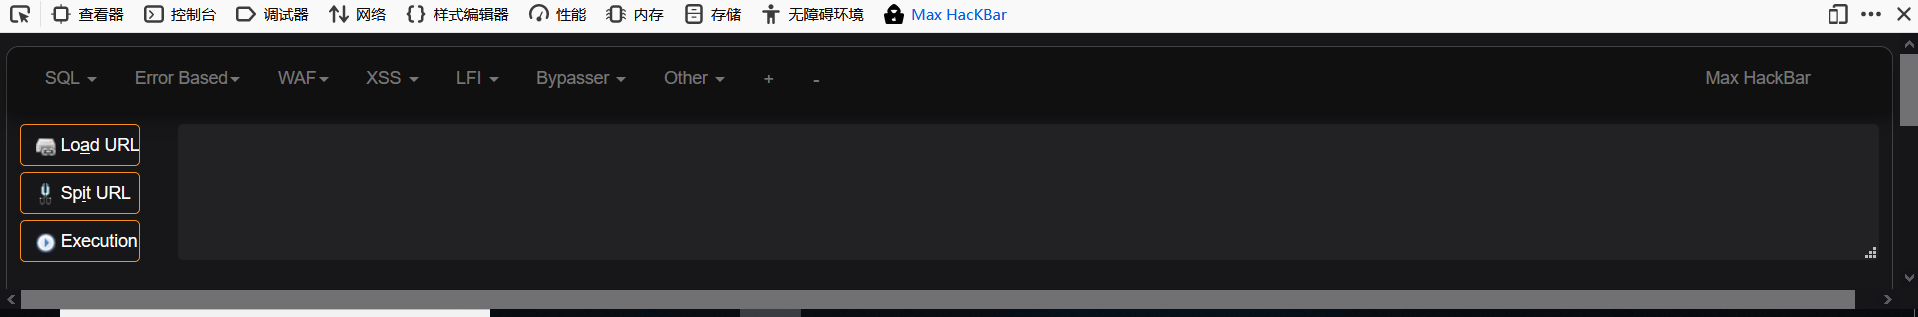 查看器 控制台 调试器 网络 样式编辑器 性能 内存 存储 无障碍环境 Max HacKBar
SQL Error Based WAF XSS LFI Bypasser Other + - Max HackBar
Load URL
Spit URL
Execution